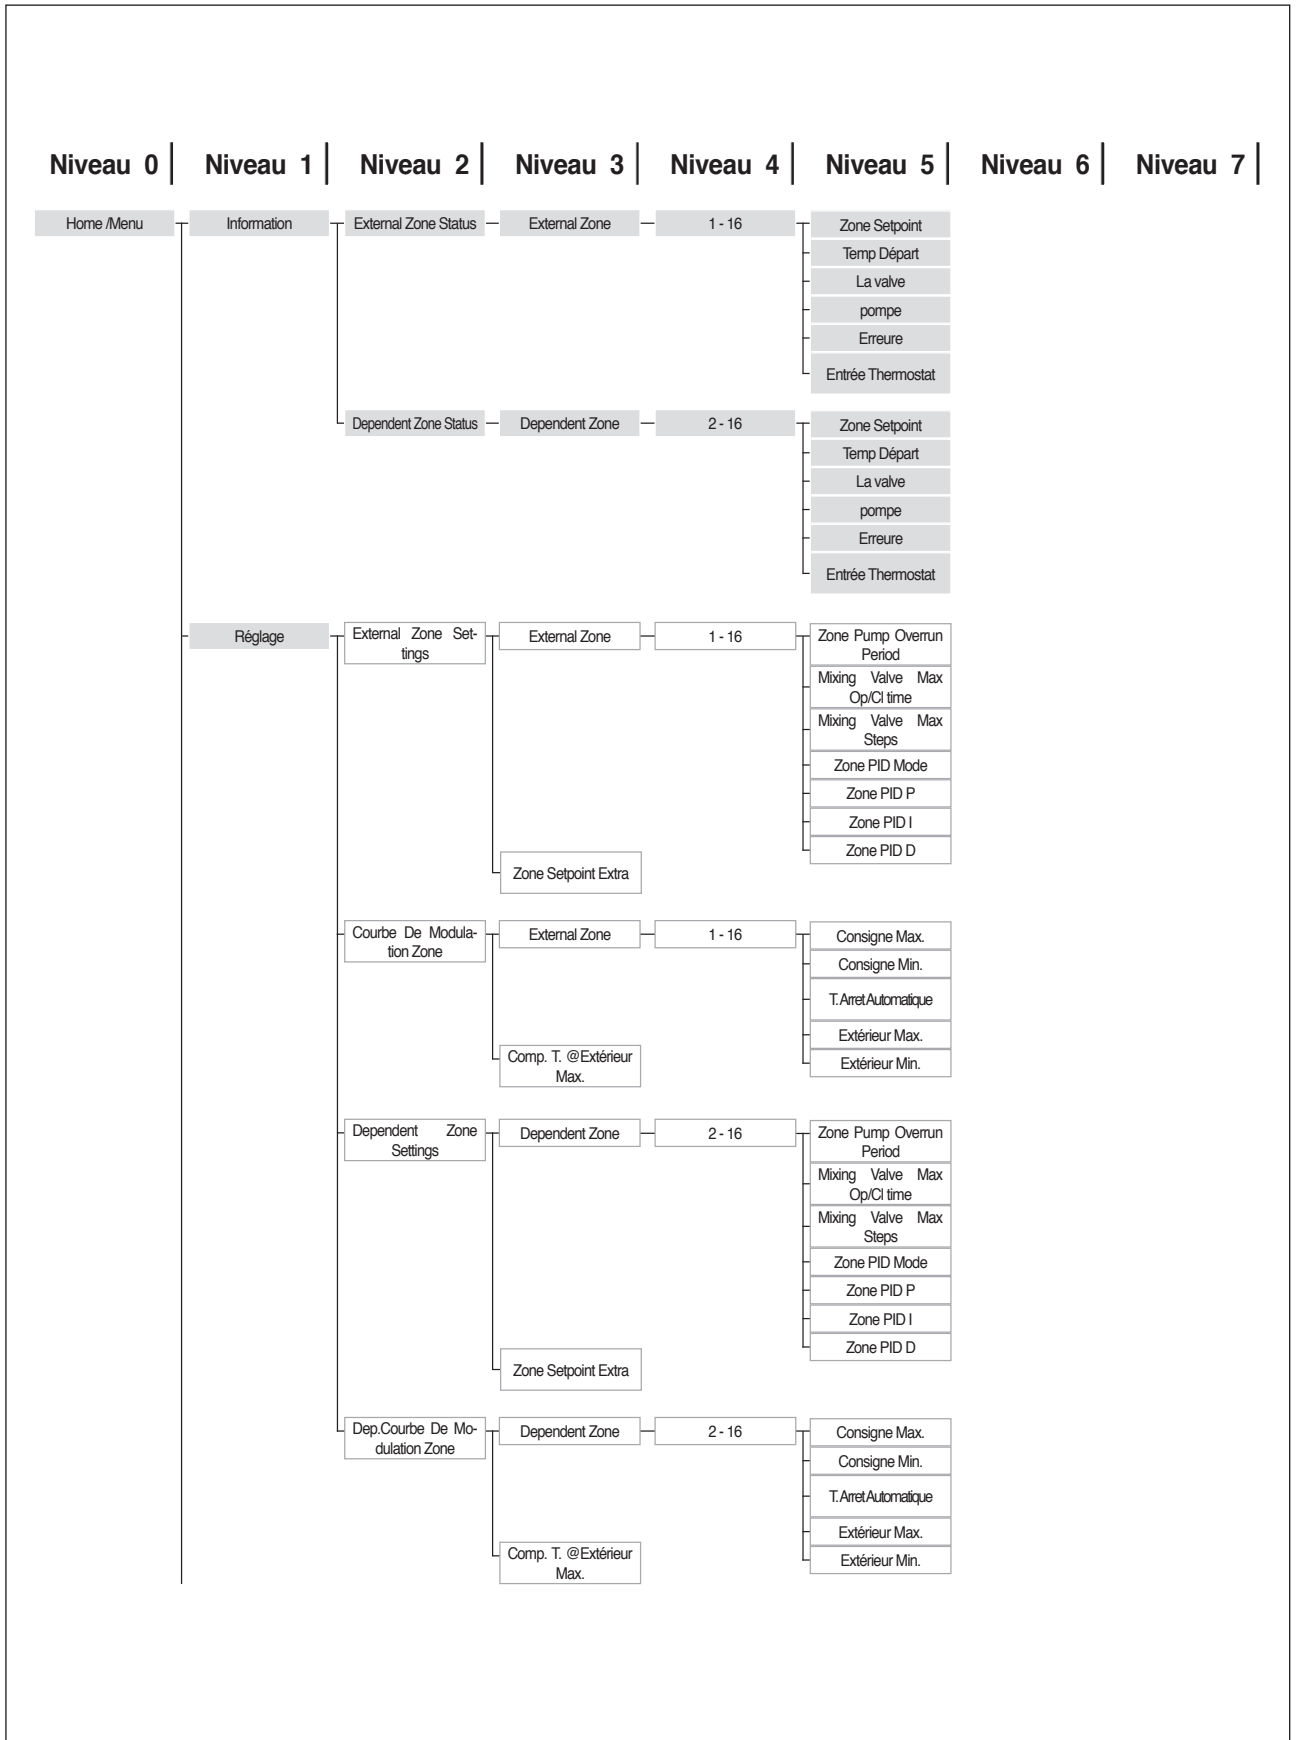 Niveau 0 Niveau 1 Niveau 2 Niveau 3 Niveau 4 Niveau 5 Niveau 6 Niveau 7
Home /Menu Information External Zone Status External Zone 1 - 16 Zone Setpoint
Temp Départ
La valve
pompe
Erreure
Entrée Thermostat
Dependent Zone Status Dependent Zone 2 - 16 Zone Setpoint
Temp Départ
La valve
pompe
Erreure
Entrée Thermostat
Réglage External Zone Set-
tings
External Zone 1 - 16 Zone Pump Overrun
Period
Mixing Valve Max
Op/Cl time
Mixing Valve Max
Steps
Zone PID Mode
Zone PID P
Zone PID I
Zone PID D
Zone Setpoint Extra
Courbe De Modula-
tion Zone
External Zone 1 - 16 Consigne Max.
Consigne Min.
T. Arret Automatique
Extérieur Max.
Extérieur Min.
Comp. T. @Extérieur
Max.
Dependent Zone
Settings
Dependent Zone 2 - 16 Zone Pump Overrun
Period
Mixing Valve Max
Op/Cl time
Mixing Valve Max
Steps
Zone PID Mode
Zone PID P
Zone PID I
Zone PID D
Zone Setpoint Extra
Dep.Courbe De Mo-
dulation Zone
Dependent Zone 2 - 16 Consigne Max.
Consigne Min.
T. Arret Automatique
Extérieur Max.
Extérieur Min.
Comp. T. @Extérieur
Max.